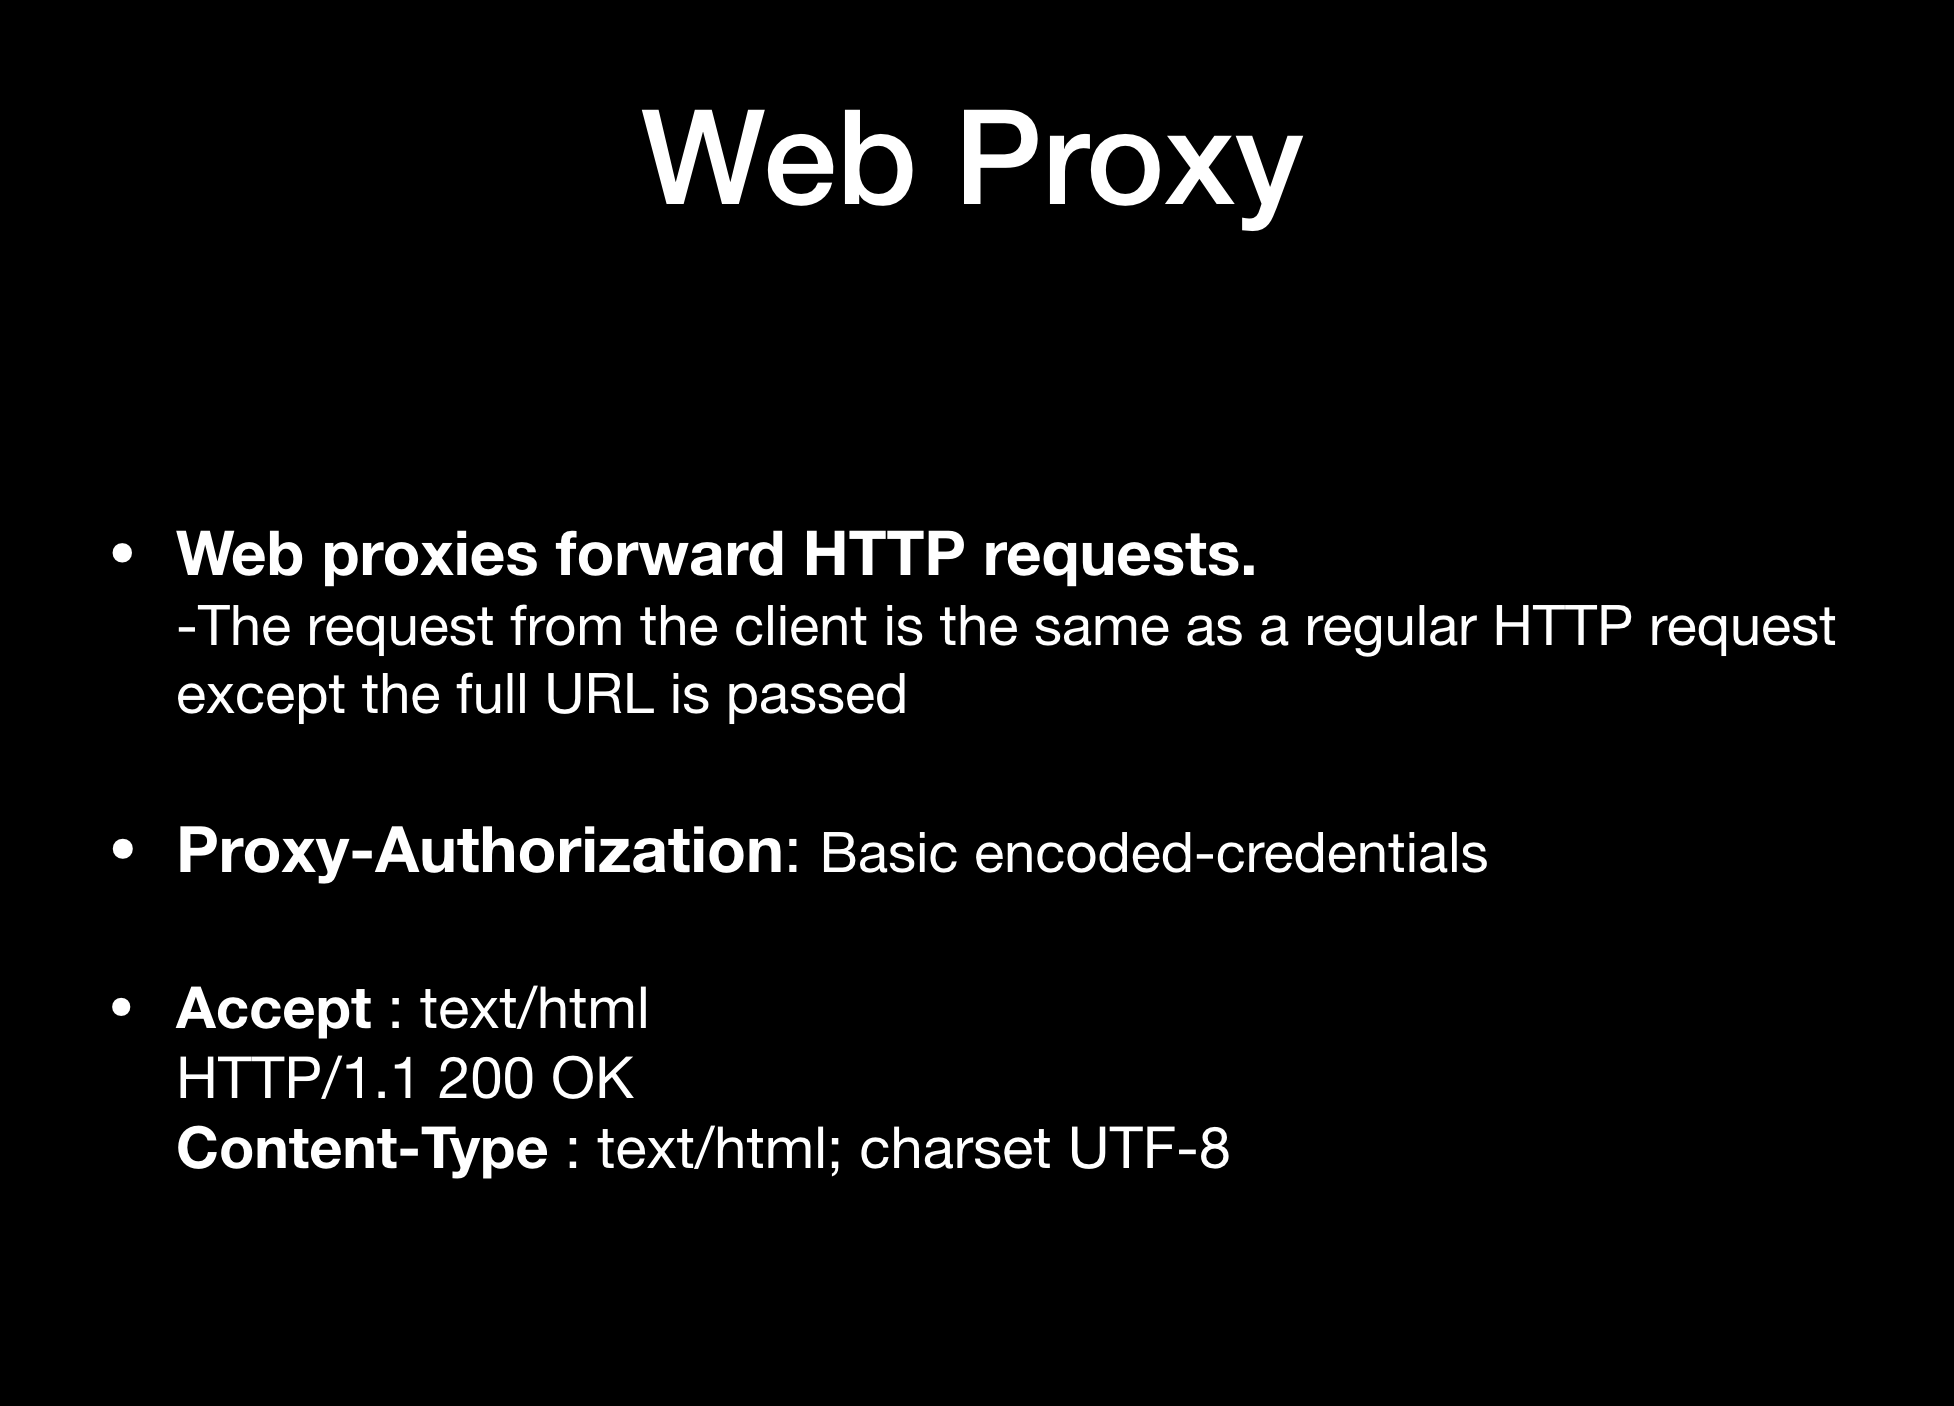 Web Proxy
• Web proxies forward HTTP requests.
-The request from the client is the same as a regular HTTP request
except the full URL is passed
• Proxy-Authorization: Basic encoded-credentials
• Accept : text/html
HTTP/1.1 200 OK
Content-Type : text/html; charset UTF-8